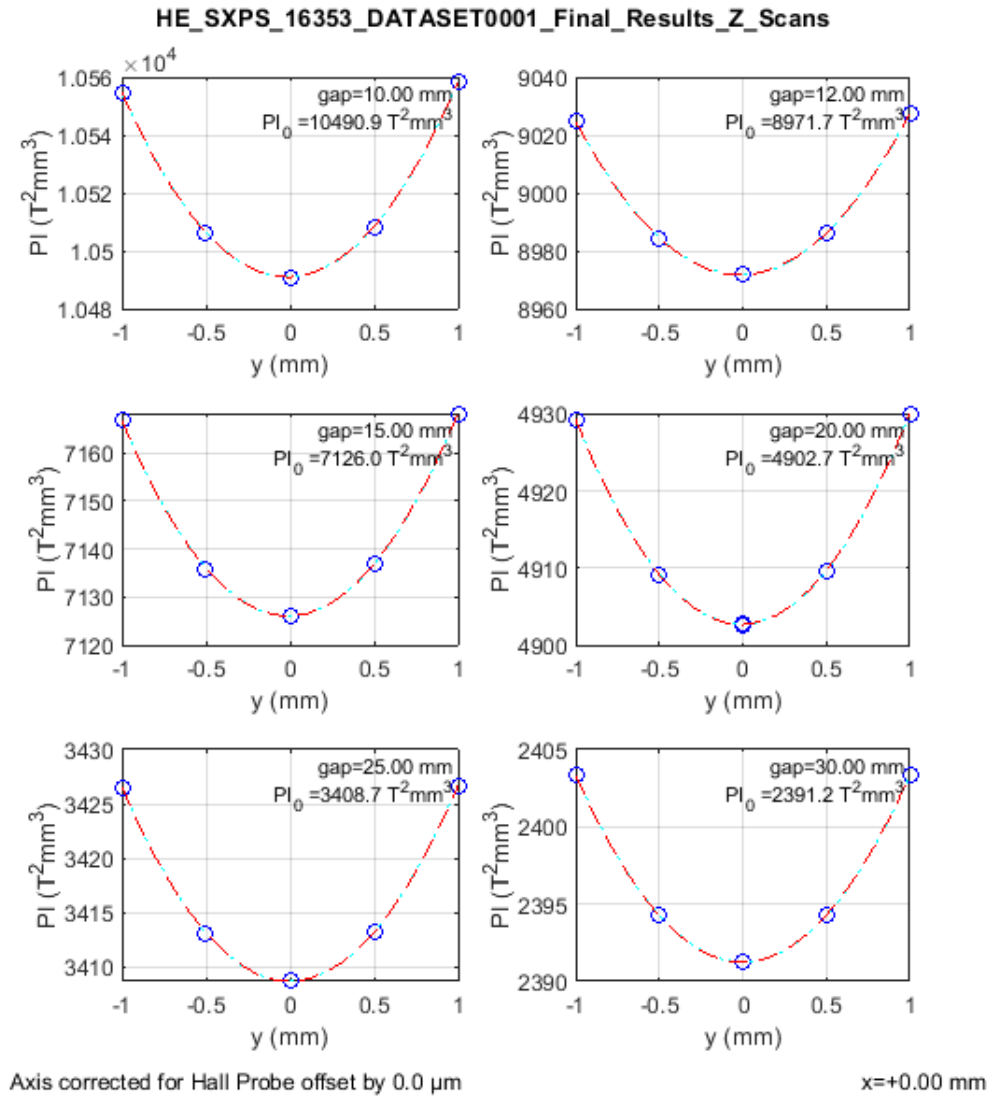 HE_SXPS_16353_DATASET0001_Final_Results_Z_Scans
×10⁴
1.056
1.054
1.052
1.05
1.048
PI (T²mm³)
gap=10.00 mm
PI₀ =10490.9 T²mm³
-1 -0.5 0 0.5 1
y (mm)
9040
9020
9000
8980
8960
PI (T²mm³)
gap=12.00 mm
PI₀ =8971.7 T²mm³
-1 -0.5 0 0.5 1
y (mm)
7160
7150
7140
7130
7120
PI (T²mm³)
gap=15.00 mm
PI₀ =7126.0 T²mm³
-1 -0.5 0 0.5 1
y (mm)
4930
4920
4910
4900
PI (T²mm³)
gap=20.00 mm
PI₀ =4902.7 T²mm³
-1 -0.5 0 0.5 1
y (mm)
3430
3425
3420
3415
3410
PI (T²mm³)
gap=25.00 mm
PI₀ =3408.7 T²mm³
-1 -0.5 0 0.5 1
y (mm)
2405
2400
2395
2390
PI (T²mm³)
gap=30.00 mm
PI₀ =2391.2 T²mm³
-1 -0.5 0 0.5 1
y (mm)
Axis corrected for Hall Probe offset by 0.0 µm
x=+0.00 mm